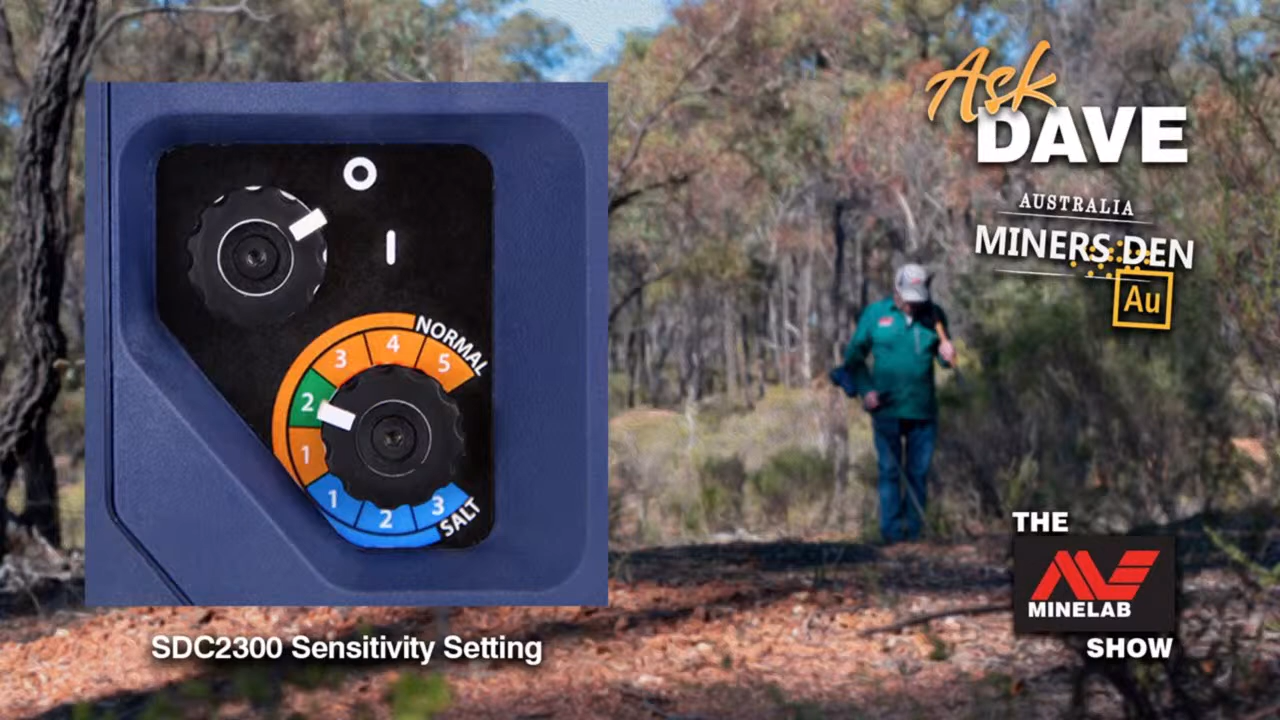 O
I
NORMAL
1 2 3 4 5
1 2 3
SALT
SDC2300 Sensitivity Setting
Ask
DAVE
AUSTRALIA
MINERS DEN
Au
THE
MINELAB
SHOW